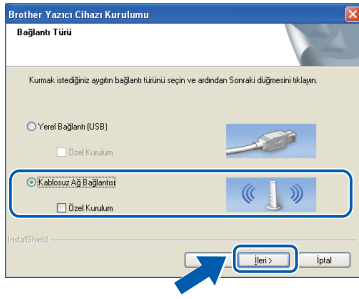 Brother Yazıcı Cihazı Kurulumu
Bağlantı Türü
Kurmak istediğiniz aygıtın bağlantı türünü seçin ve ardından Sonraki düğmesini tıklayın.
Yerel Bağlantı (USB)
Özel Kurulum
Kablosuz Ağ Bağlantısı
Özel Kurulum
InstallShield
İleri >
İptal